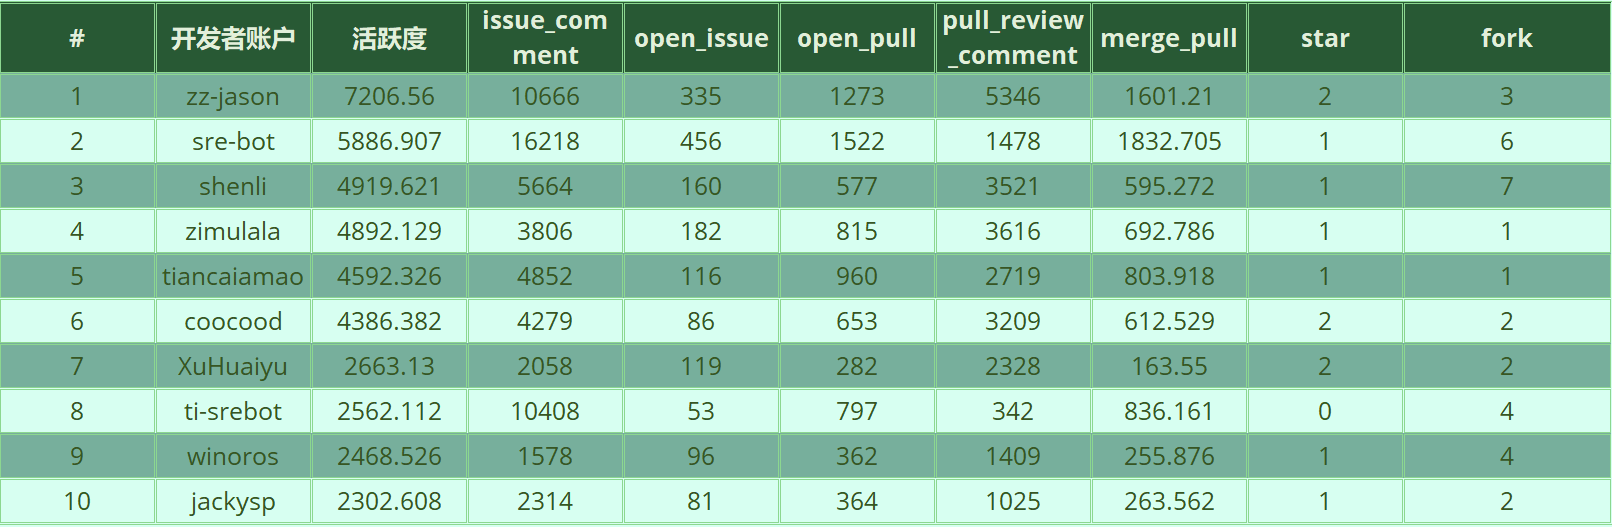 # 开发者账户 活跃度 issue_com
ment open_issue open_pull pull_review
_comment merge_pull star fork
1 zz-jason 7206.56 10666 335 1273 5346 1601.21 2 3
2 sre-bot 5886.907 16218 456 1522 1478 1832.705 1 6
3 shenli 4919.621 5664 160 577 3521 595.272 1 7
4 zimulala 4892.129 3806 182 815 3616 692.786 1 1
5 tiancaiamao 4592.326 4852 116 960 2719 803.918 1 1
6 coocood 4386.382 4279 86 653 3209 612.529 2 2
7 XuHuaiyu 2663.13 2058 119 282 2328 163.55 2 2
8 ti-srebot 2562.112 10408 53 797 342 836.161 0 4
9 winoros 2468.526 1578 96 362 1409 255.876 1 4
10 jackysp 2302.608 2314 81 364 1025 263.562 1 2